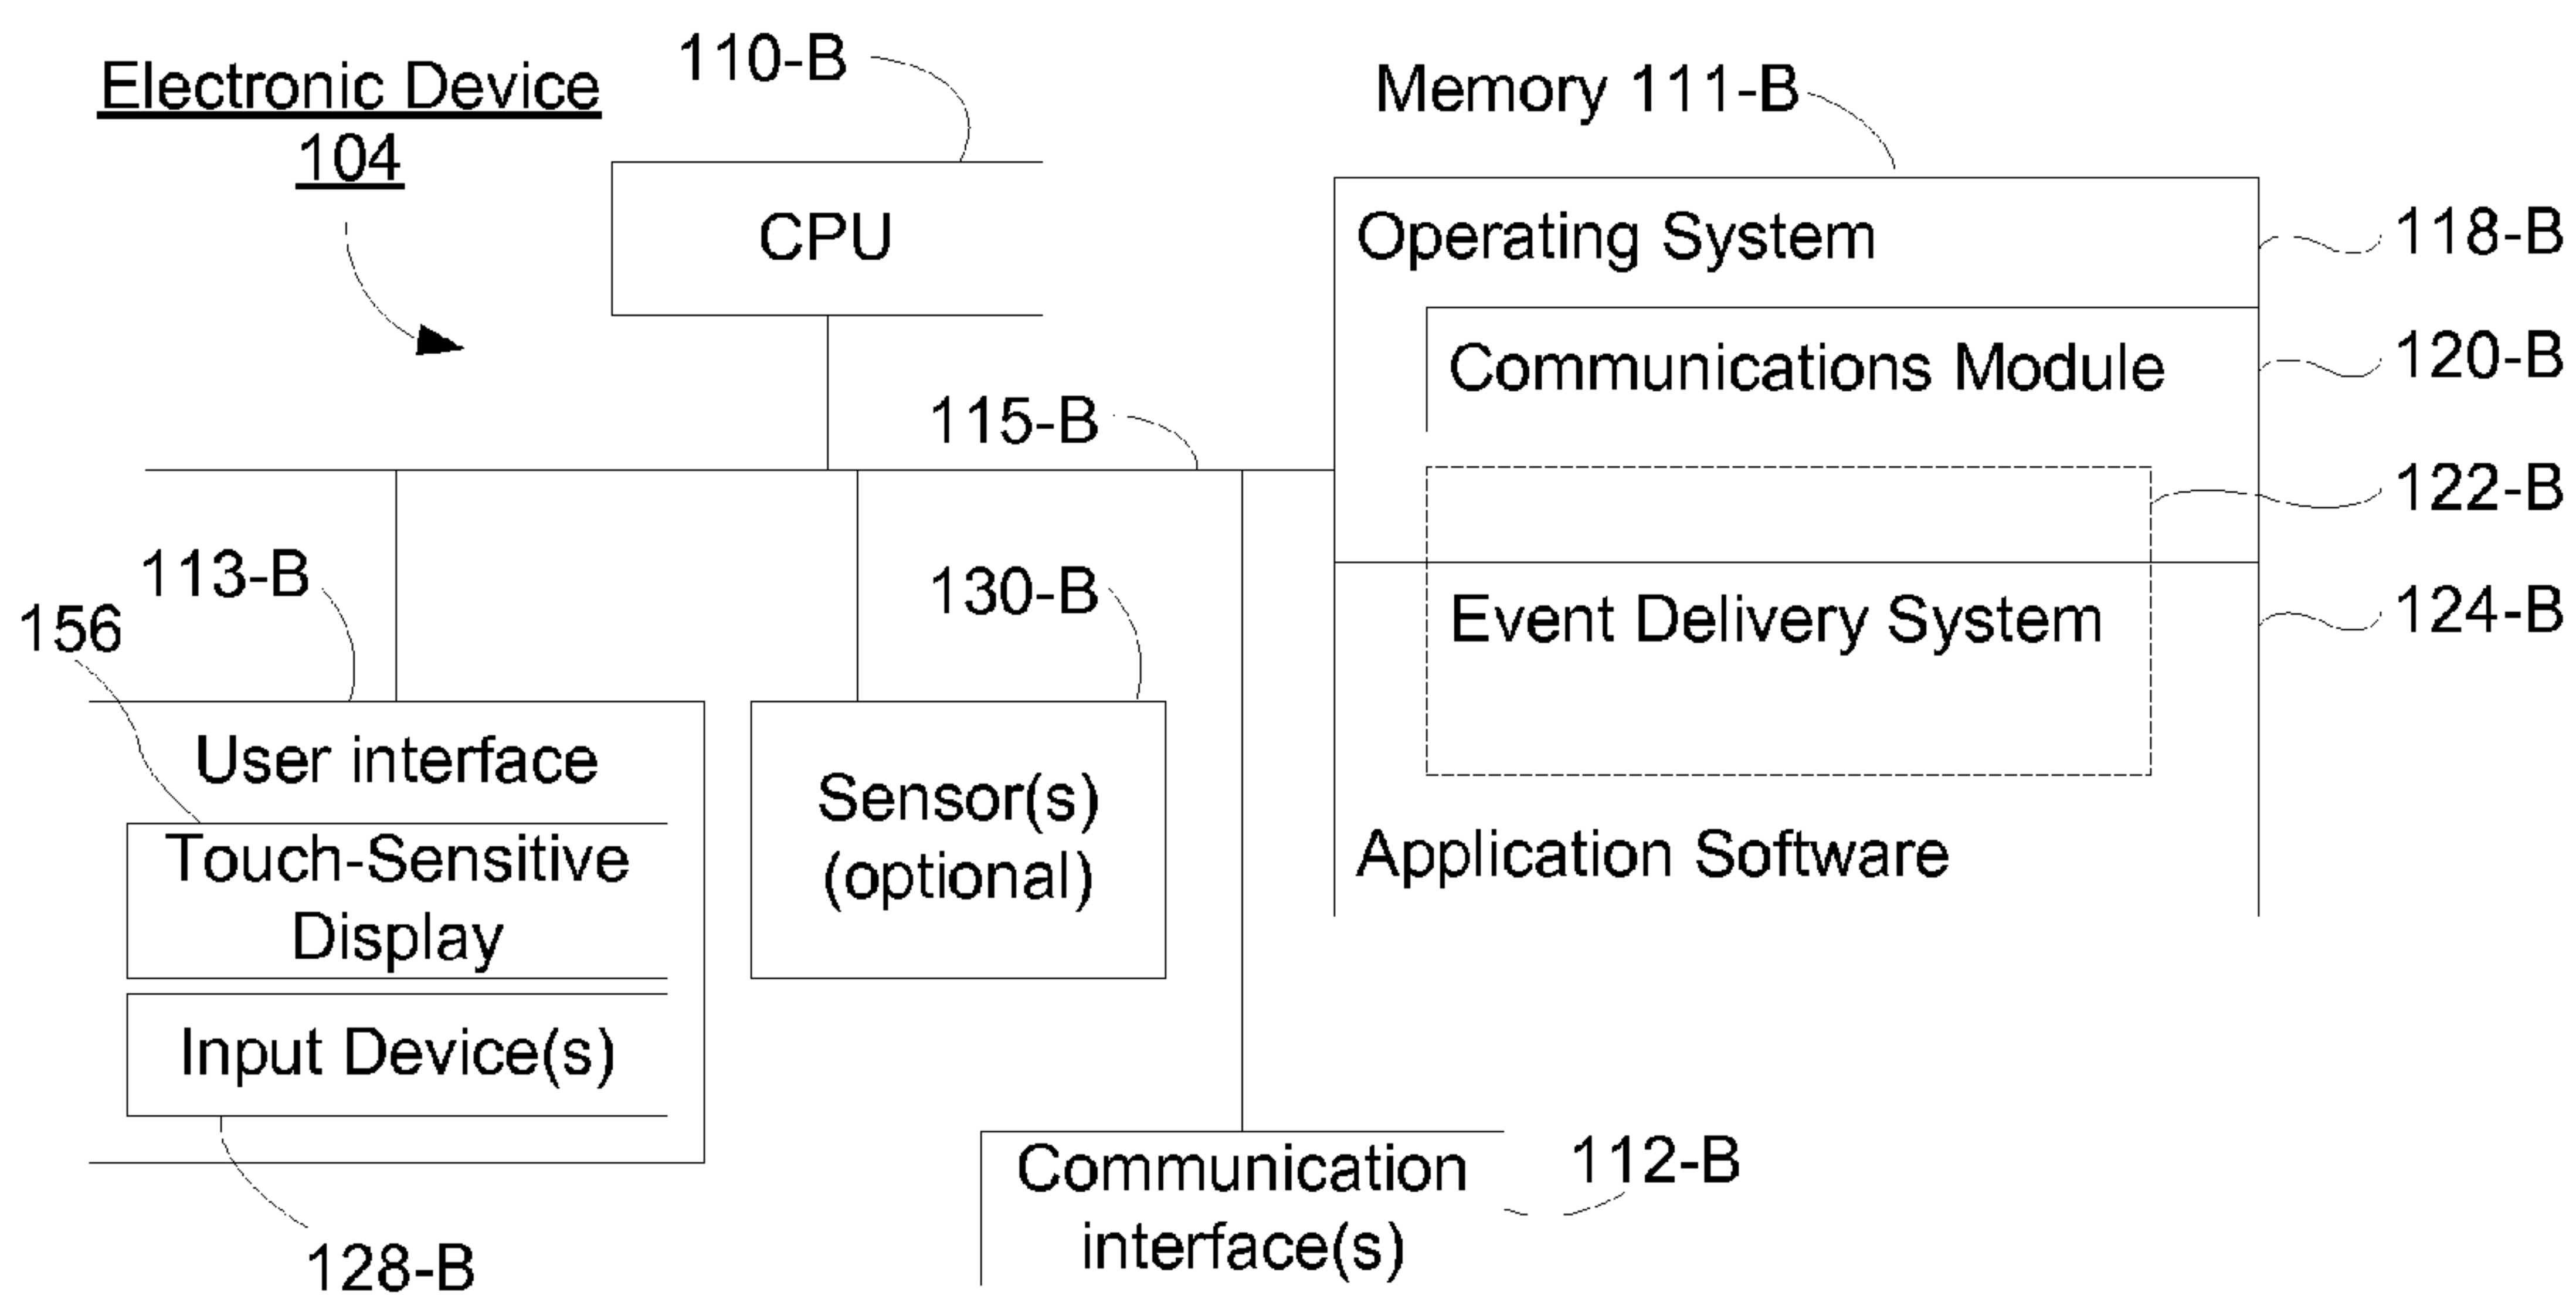 Electronic Device
104
110-B
CPU
Memory 111-B
Operating System
118-B
Communications Module
120-B
115-B
122-B
Event Delivery System
124-B
Application Software
113-B
156
User interface
Touch-Sensitive
Display
Input Device(s)
128-B
130-B
Sensor(s)
(optional)
Communication
interface(s)
112-B